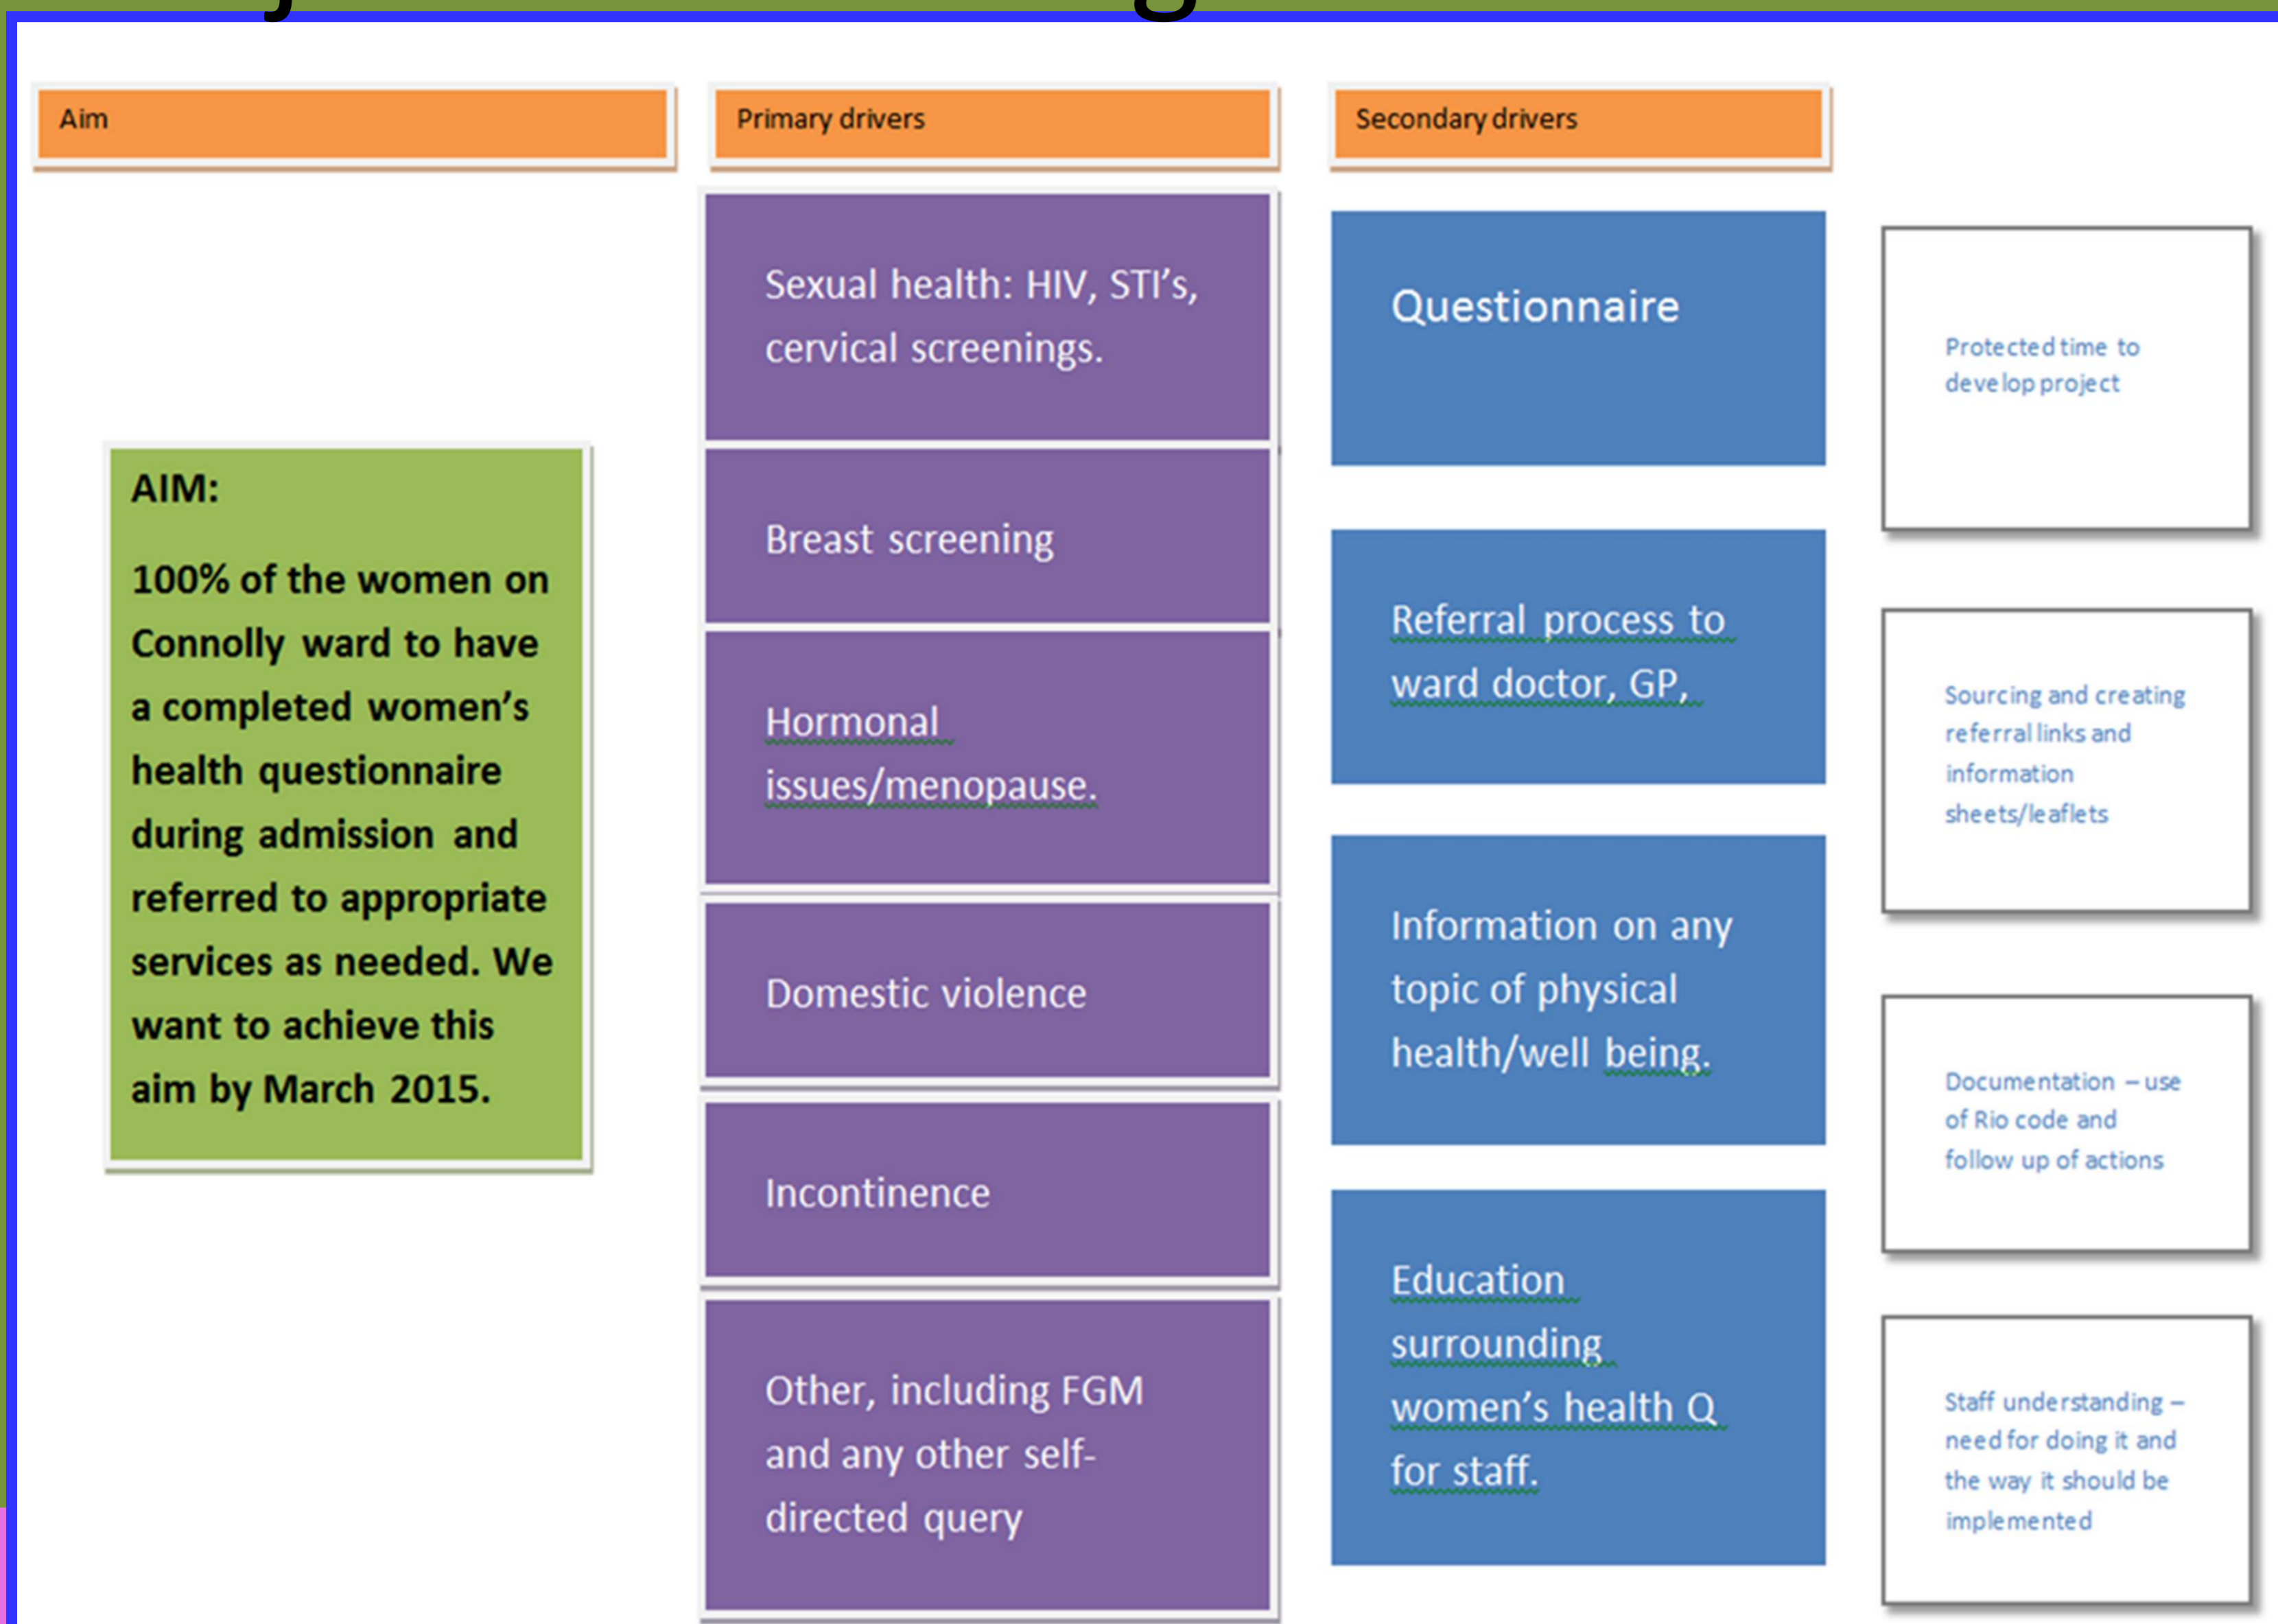 Aim
Primary drivers
Secondary drivers
AIM:
100% of the women on
Connolly ward to have
a completed women's
health questionnaire
during admission and
referred to appropriate
services as needed. We
want to achieve this
aim by March 2015.
Sexual health: HIV, STI's,
cervical screenings.
Breast screening
Hormonal
issues/menopause.
Domestic violence
Incontinence
Other, including FGM
and any other self-
directed query
Questionnaire
Referral process to
ward doctor, GP,
Information on any
topic of physical
health/well being.
Education
surrounding
women's health Q
for staff.
Protected time to
develop project
Sourcing and creating
referral links and
information
sheets/leaflets
Documentation – use
of Rio code and
follow up of actions
Staff understanding –
need for doing it and
the way it should be
implemented